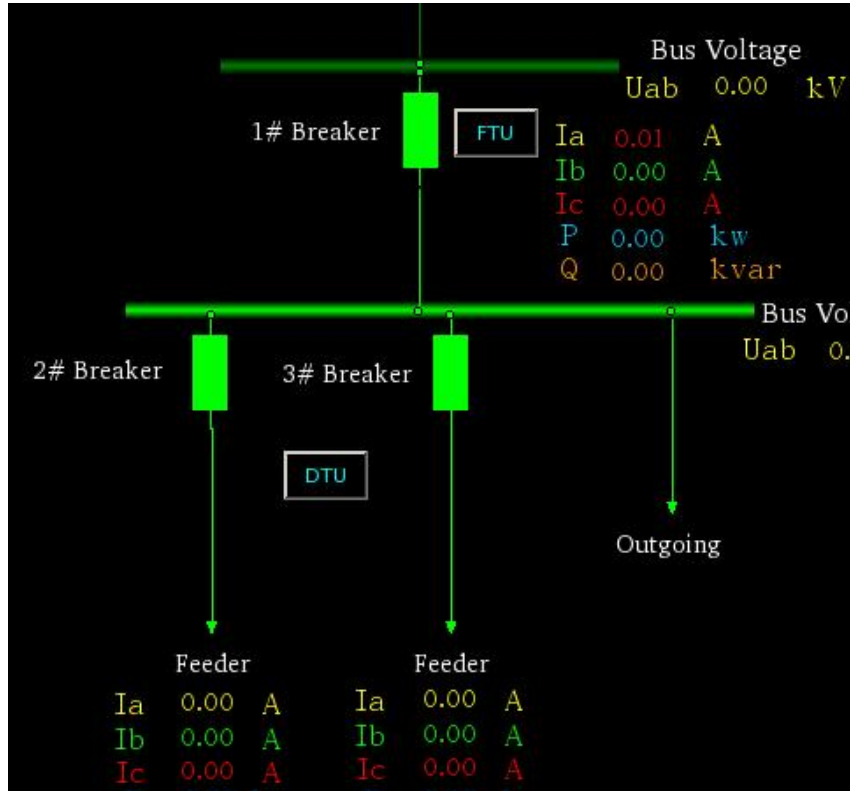 Bus Voltage
Uab 0.00 kV
1# Breaker
FTU
Ia 0.01 A
Ib 0.00 A
Ic 0.00 A
P 0.00 kw
Q 0.00 kvar
Bus Vo
Uab 0.
2# Breaker
3# Breaker
DTU
Outgoing
Feeder Feeder
Ia 0.00 A Ia 0.00 A
Ib 0.00 A Ib 0.00 A
Ic 0.00 A Ic 0.00 A